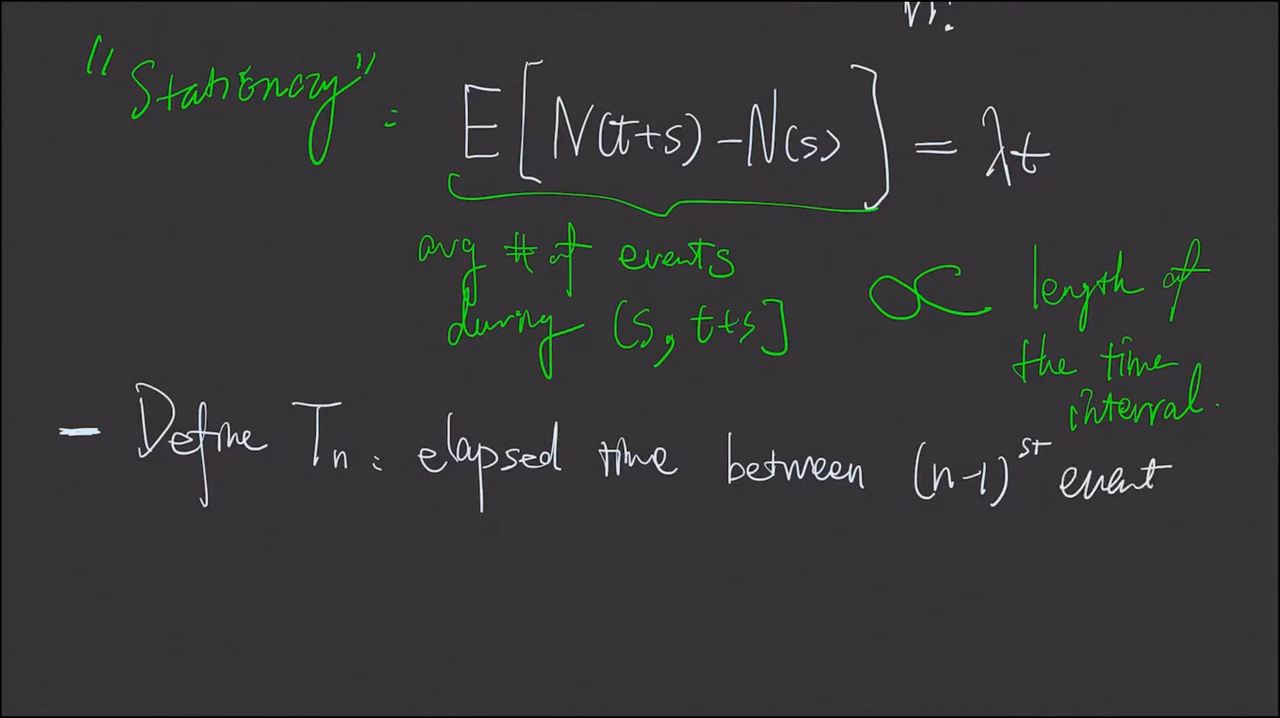 n!
"Stationary" : E[N(t+s) - N(s)] = λt
avg # of events
during (s, t+s]
∝ length of
the time
interval.
- Define Tn : elapsed time between (n-1)^st event